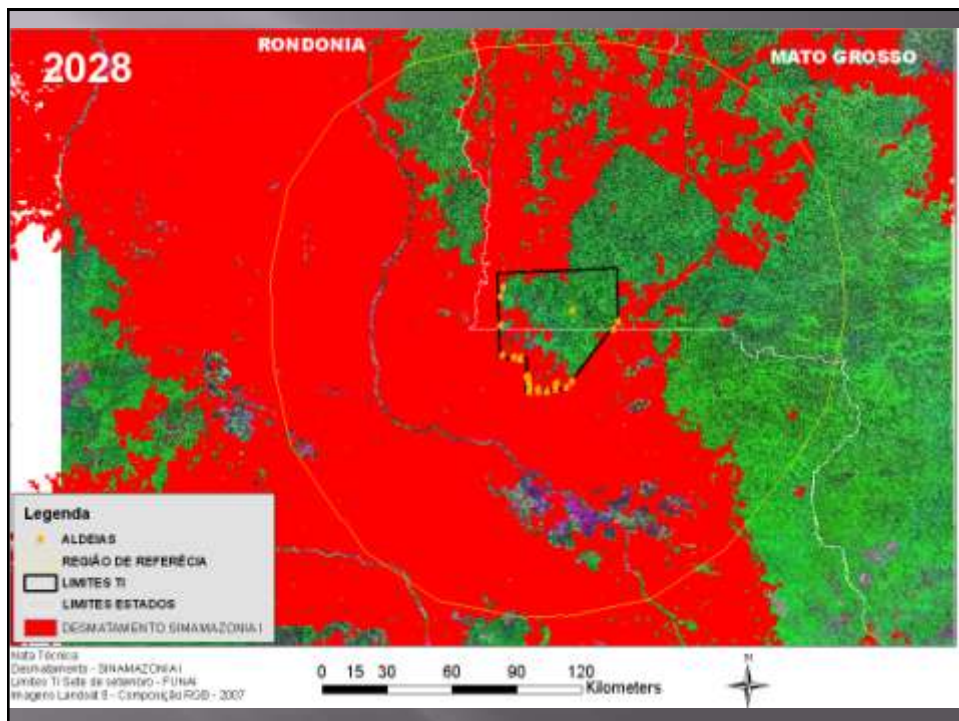 2028
RONDONIA
MATO GROSSO
Legenda
ALDEIAS
REGIÃO DE REFERÊCIA
LIMITES TI
LIMITES ESTADOS
DESMATAMENTO SIMAMAZONIA I
Nota Técnica
Desmatamento - SIMAMAZONIA I
Limites TI Sete de setembro - FUNAI
Imagens Landsat 5 - Composição RGB - 2007
0 15 30 60 90 120
Kilometers
N